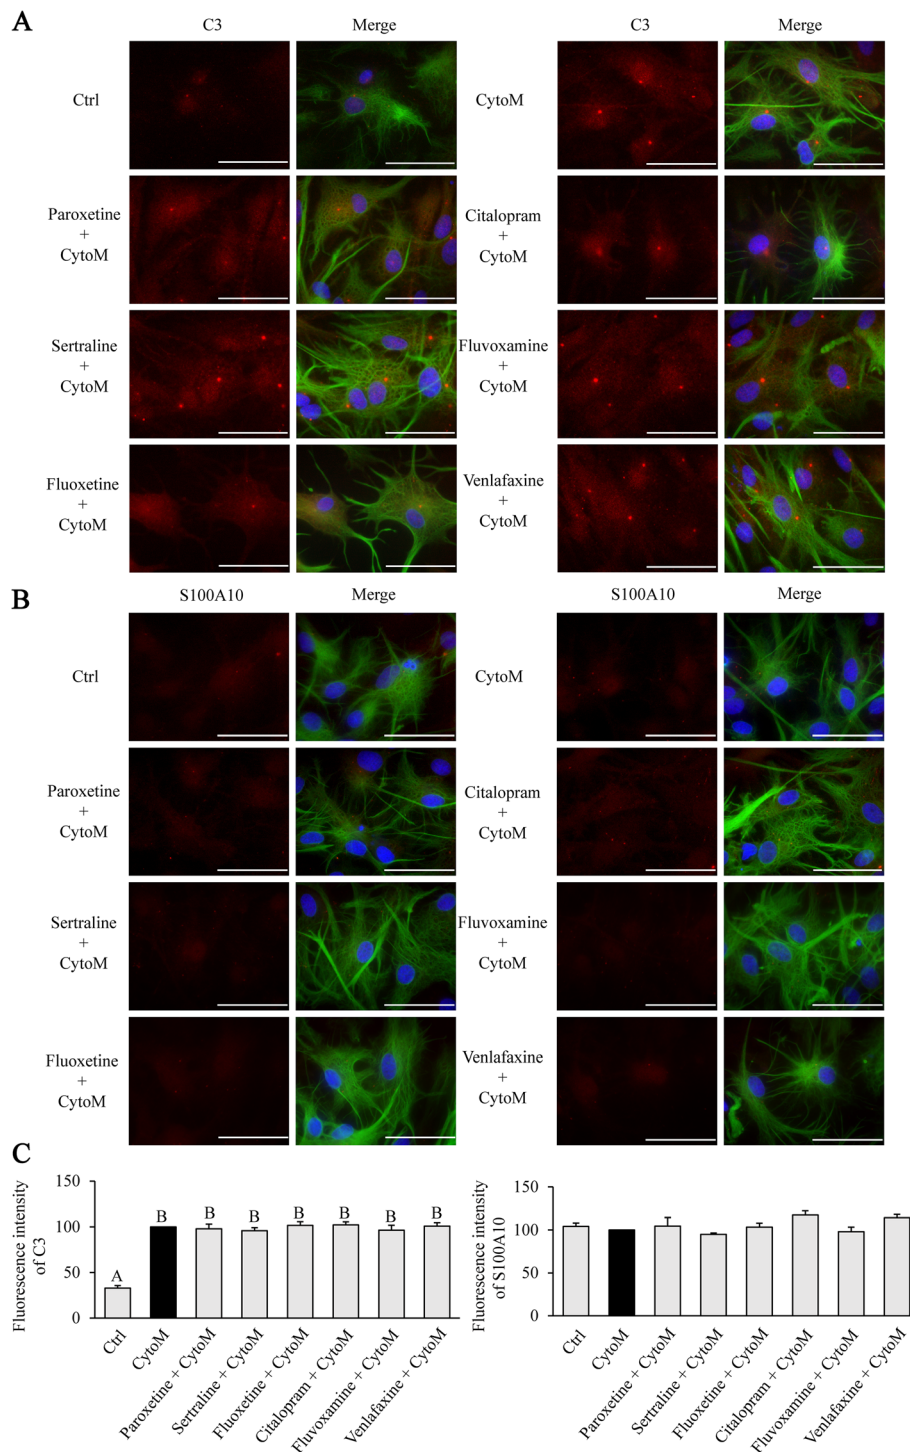 A
C3 Merge C3 Merge
Ctrl
CytoM
Paroxetine
+
CytoM
Citalopram
+
CytoM
Sertraline
+
CytoM
Fluvoxamine
+
CytoM
Fluoxetine
+
CytoM
Venlafaxine
+
CytoM
B
S100A10 Merge S100A10 Merge
Ctrl
CytoM
Paroxetine
+
CytoM
Citalopram
+
CytoM
Sertraline
+
CytoM
Fluvoxamine
+
CytoM
Fluoxetine
+
CytoM
Venlafaxine
+
CytoM
C
Fluorescence intensity
of C3
150
100
50
0
A B B B B B B B
Ctrl
CytoM
Paroxetine + CytoM
Sertraline + CytoM
Fluoxetine + CytoM
Citalopram + CytoM
Fluvoxamine + CytoM
Venlafaxine + CytoM
Fluorescence intensity
of S100A10
150
100
50
0
Ctrl
CytoM
Paroxetine + CytoM
Sertraline + CytoM
Fluoxetine + CytoM
Citalopram + CytoM
Fluvoxamine + CytoM
Venlafaxine + CytoM